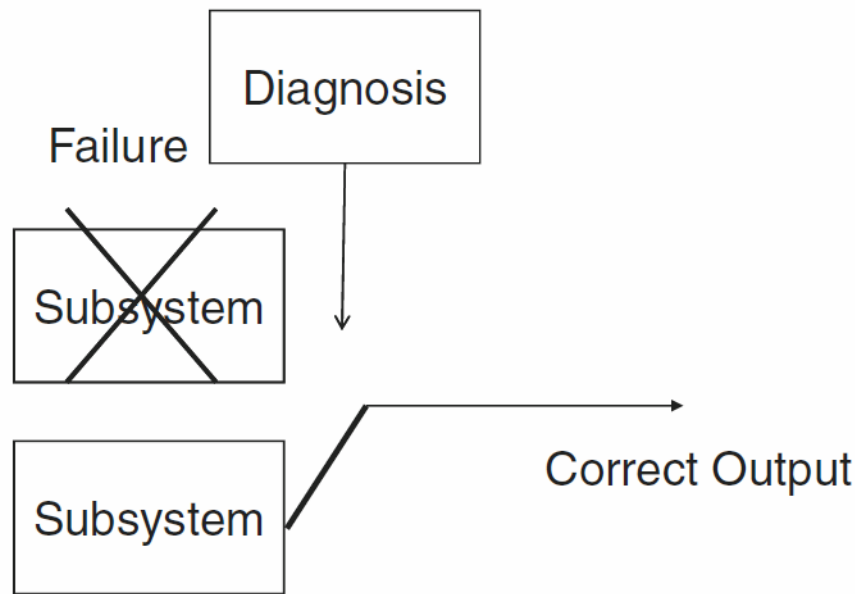 Diagnosis
Failure
Subsystem
Subsystem
Correct Output